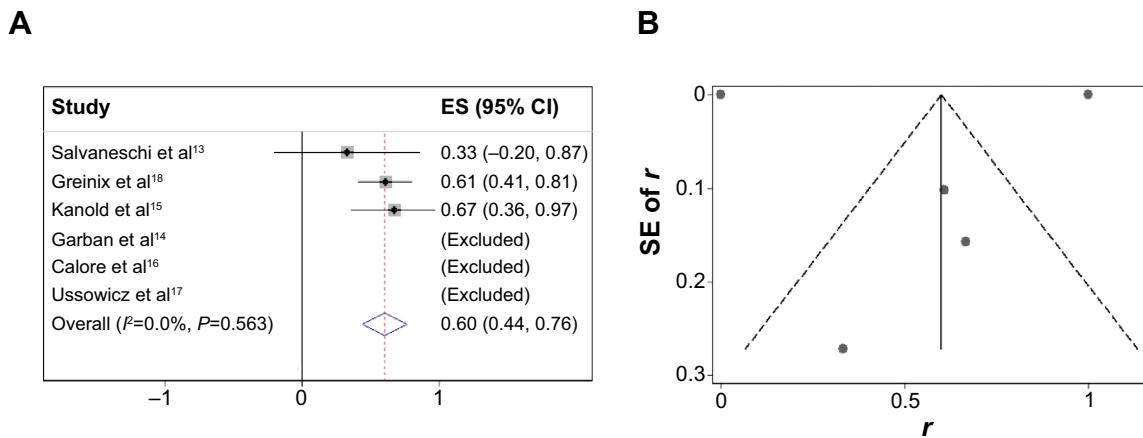 A
Study ES (95% CI)
Salvaneschi et al¹³ 0.33 (–0.20, 0.87)
Greinix et al¹⁸ 0.61 (0.41, 0.81)
Kanold et al¹⁵ 0.67 (0.36, 0.97)
Garban et al¹⁴ (Excluded)
Calore et al¹⁶ (Excluded)
Ussowicz et al¹⁷ (Excluded)
Overall (I²=0.0%, P=0.563) 0.60 (0.44, 0.76)
–1 0 1
B
SE of r
0
0.1
0.2
0.3
0 0.5 1
r